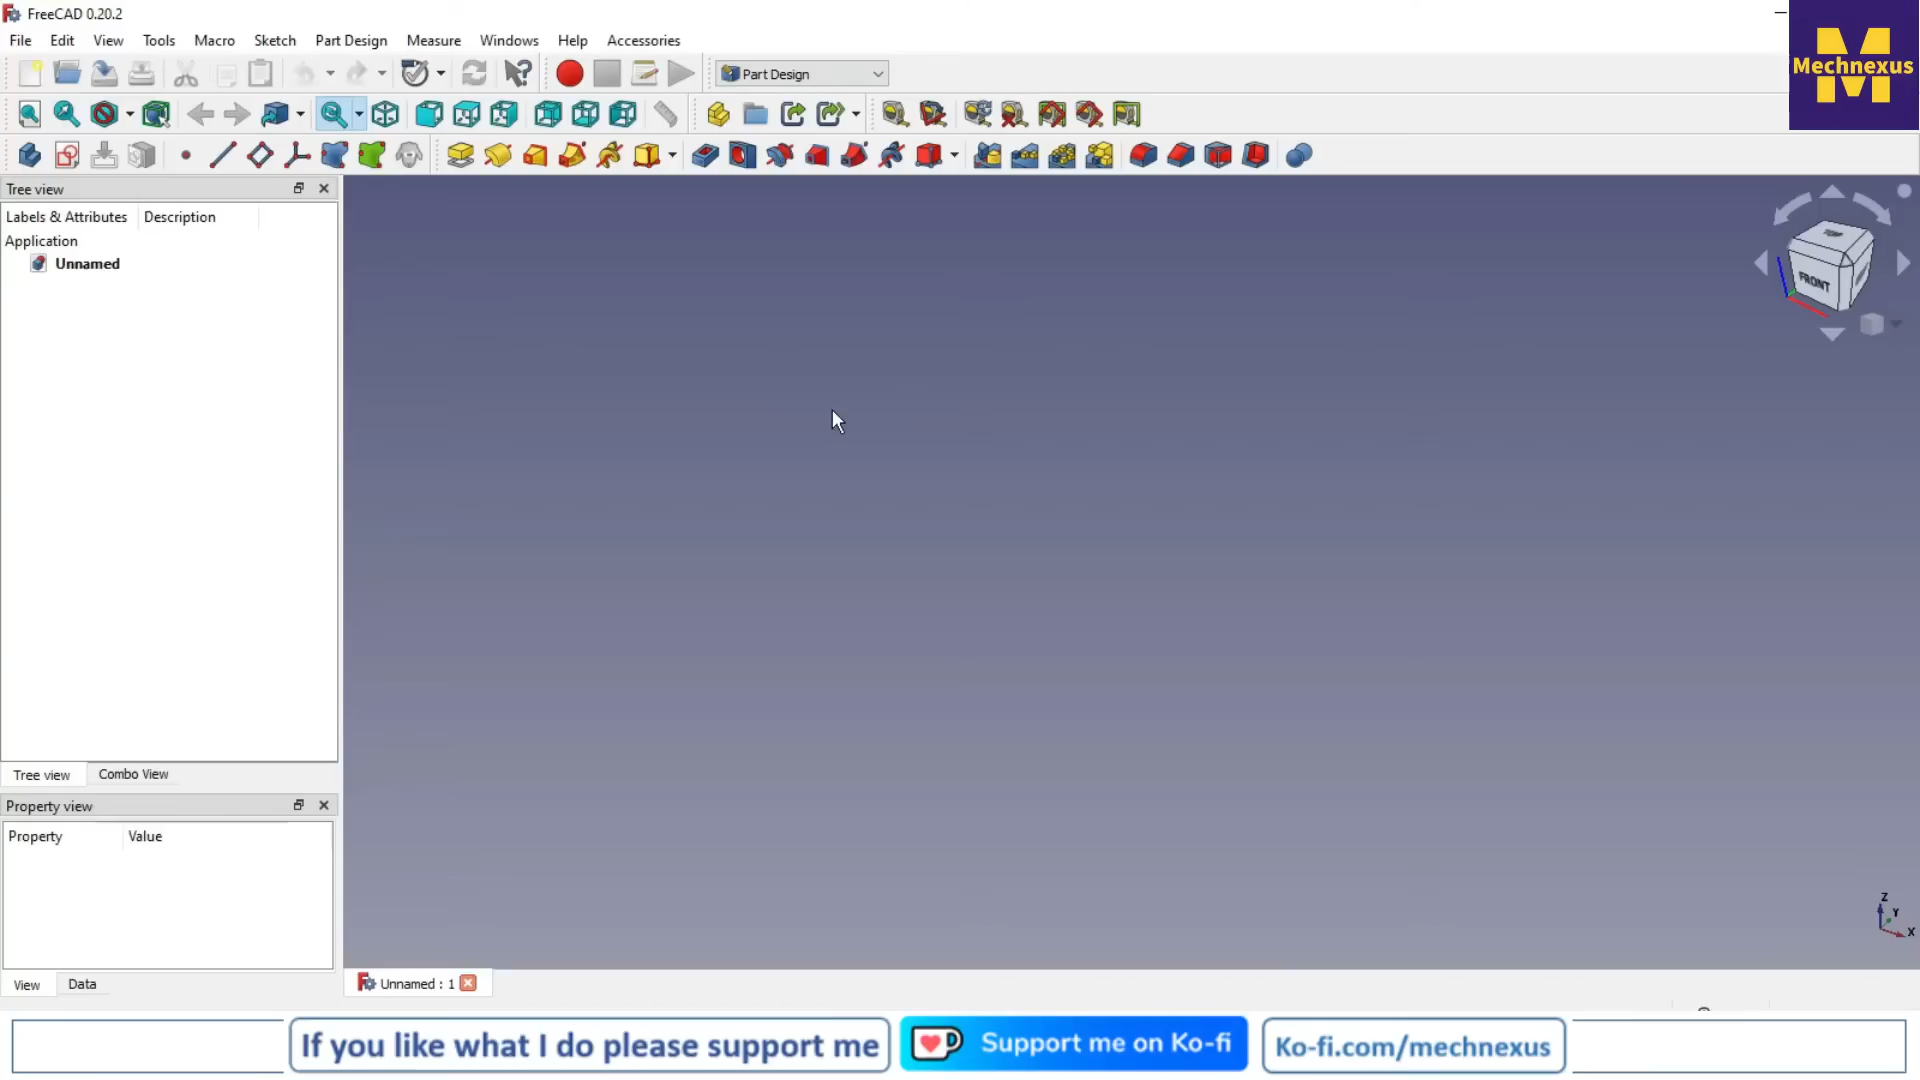 FreeCAD 0.20.2
File Edit View Tools Macro Sketch Part Design Measure Windows Help Accessories
Part Design
Mechnexus
Tree view
Labels & Attributes Description
Application
Unnamed
TOP
FRONT
Tree view Combo View
Property view
Property Value
Z
Y
X
View Data
Unnamed : 1
If you like what I do please support me
Support me on Ko-fi
Ko-fi.com/mechnexus